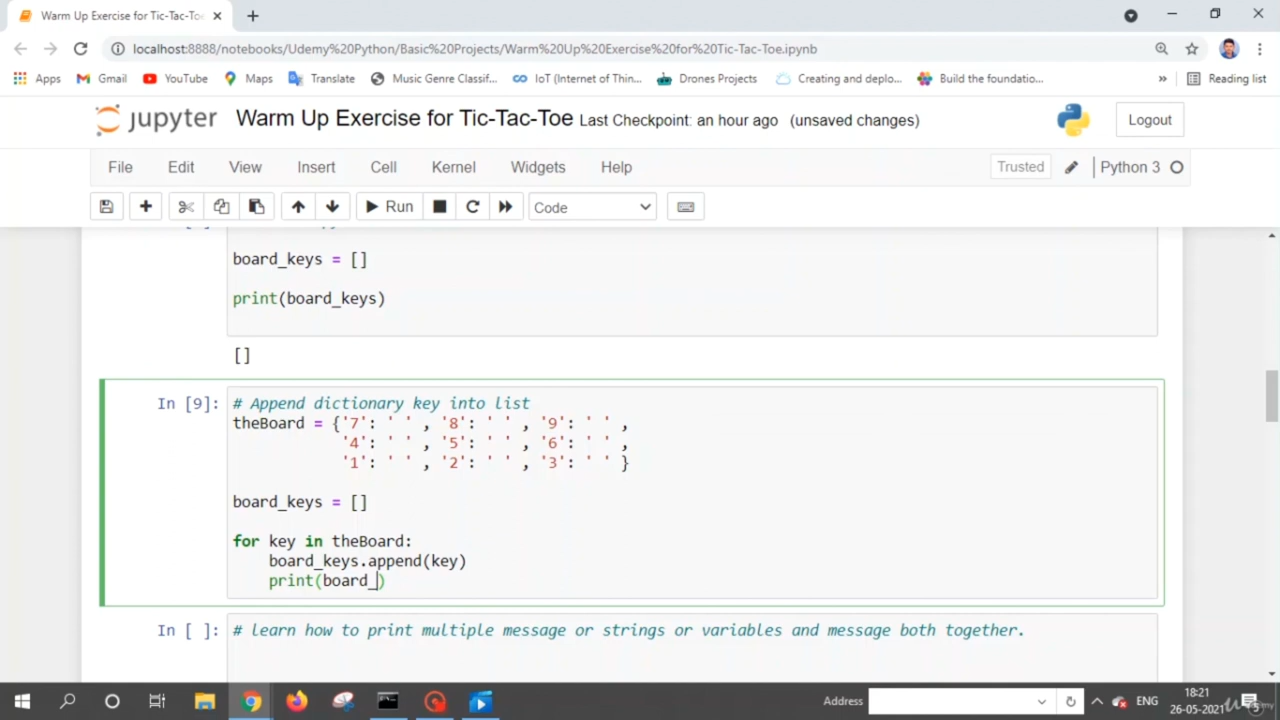 Warm Up Exercise for Tic-Tac-Toe
localhost:8888/notebooks/Udemy%20Python/Basic%20Projects/Warm%20Up%20Exercise%20for%20Tic-Tac-Toe.ipynb
Apps Gmail YouTube Maps Translate Music Genre Classif... IoT (Internet of Thin... Drones Projects Creating and deplo... Build the foundatio... » Reading list
jupyter Warm Up Exercise for Tic-Tac-Toe Last Checkpoint: an hour ago (unsaved changes) Logout
File Edit View Insert Cell Kernel Widgets Help Trusted Python 3
Run Code
board_keys = []
print(board_keys)
[]
In [9]: # Append dictionary key into list
theBoard = {'7': ' ' , '8': ' ' , '9': ' ' ,
'4': ' ' , '5': ' ' , '6': ' ' ,
'1': ' ' , '2': ' ' , '3': ' ' }
board_keys = []
for key in theBoard:
board_keys.append(key)
print(board_)
In [ ]: # learn how to print multiple message or strings or variables and message both together.
Address ENG 18:21
26-05-2021